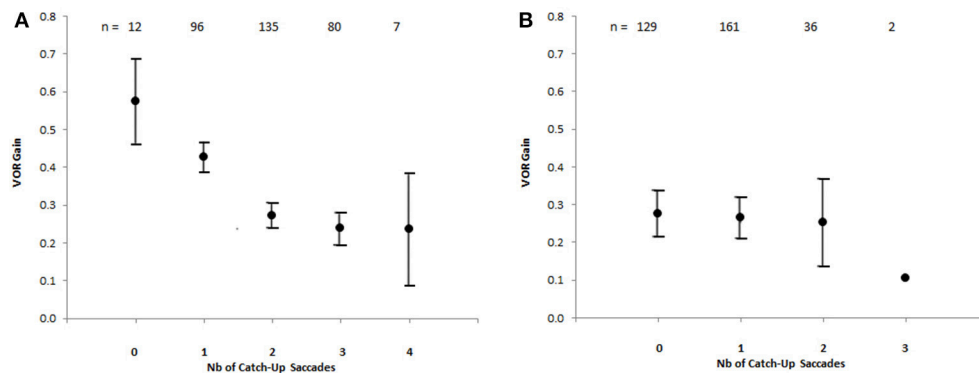 A
n = 12 96 135 80 7
0.8
0.7
0.6
0.5
0.4
0.3
0.2
0.1
0.0
VOR Gain
0 1 2 3 4
Nb of Catch-Up Saccades
B
n = 129 161 36 2
0.8
0.7
0.6
0.5
0.4
0.3
0.2
0.1
0.0
VOR Gain
0 1 2 3
Nb of Catch-Up Saccades